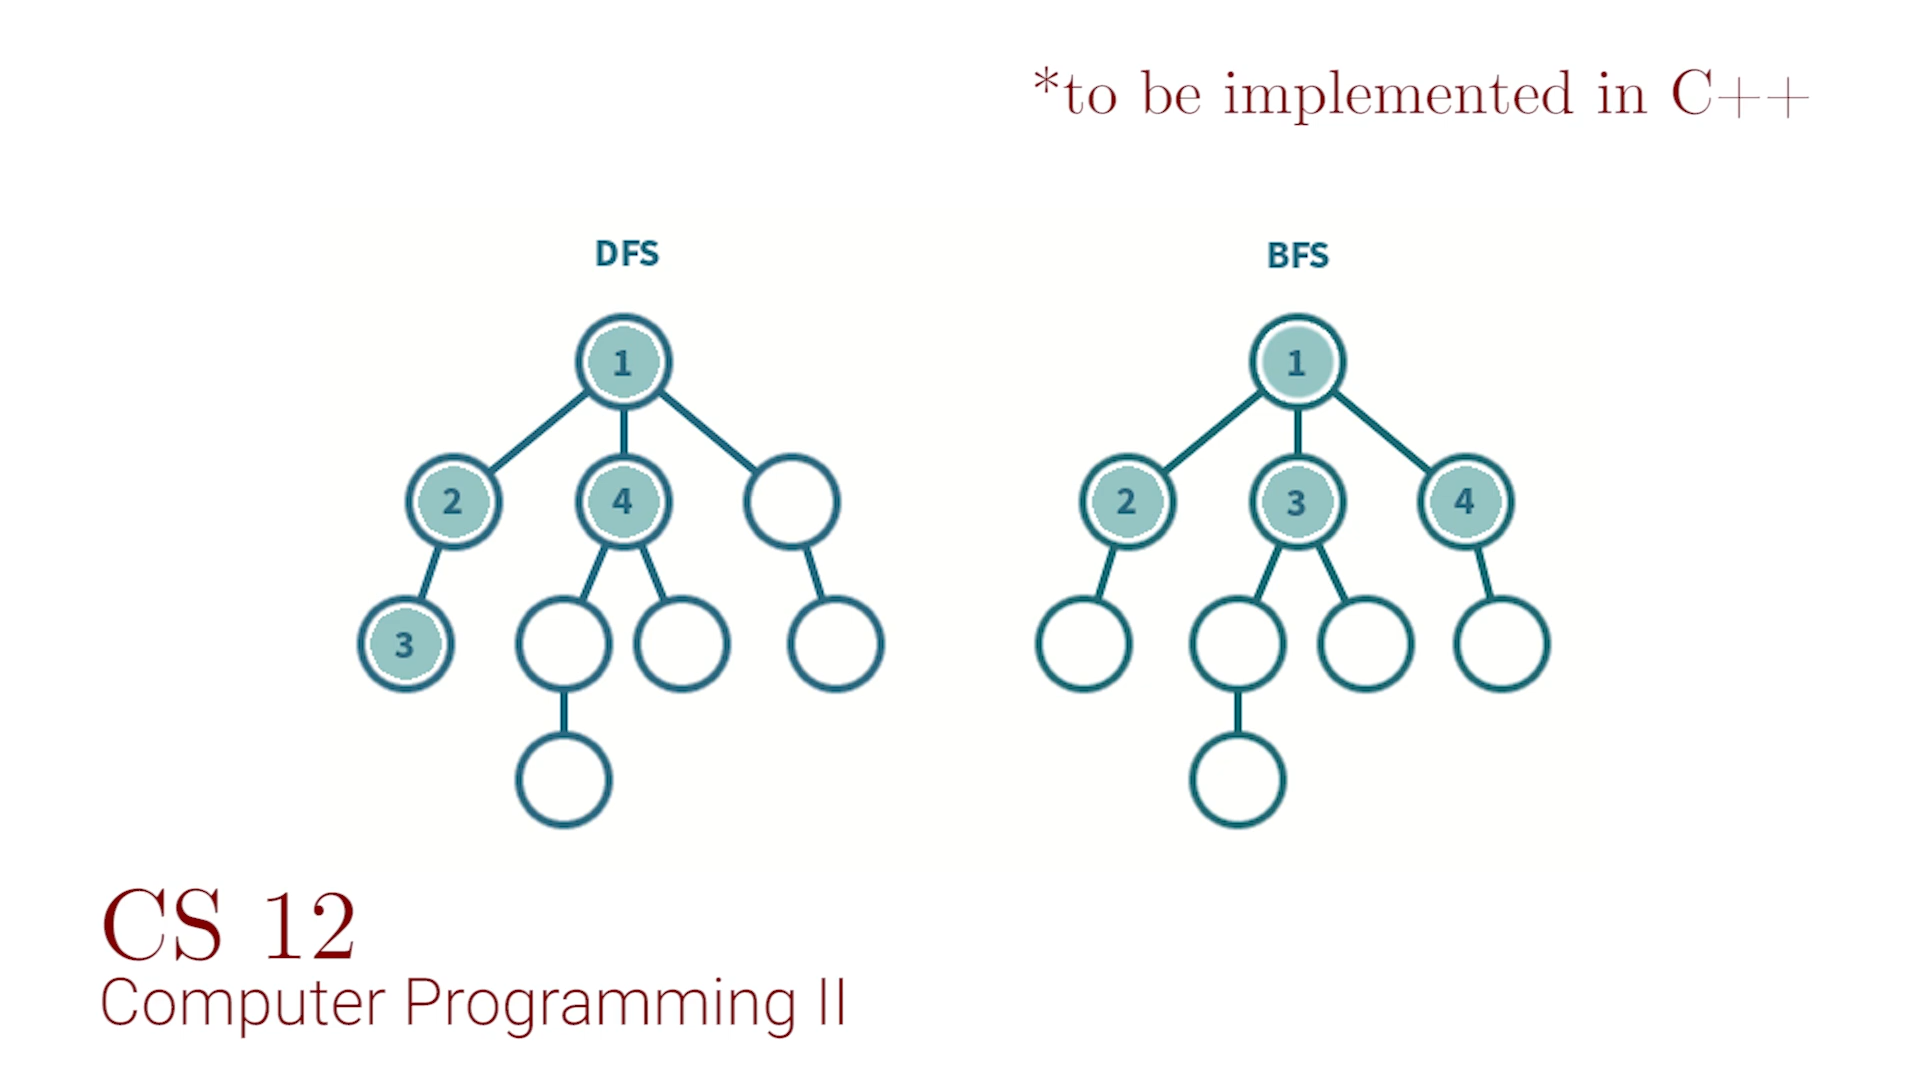 *to be implemented in C++
DFS
BFS
1
2
4
3
1
2
3
4
CS 12
Computer Programming II